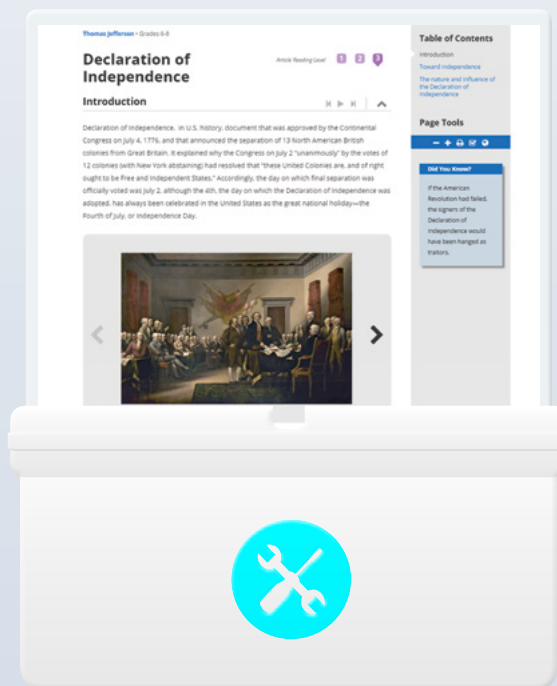 Thomas Jefferson • Grades 6-8
Declaration of
Independence
Article Reading Level 1 2 3
Introduction
Declaration of Independence, in U.S. history, document that was approved by the Continental
Congress on July 4, 1776, and that announced the separation of 13 North American British
colonies from Great Britain. It explained why the Congress on July 2 "unanimously" by the votes of
12 colonies (with New York abstaining) had resolved that "these United Colonies are, and of right
ought to be Free and Independent States." Accordingly, the day on which final separation was
officially voted was July 2, although the 4th, the day on which the Declaration of Independence was
adopted, has always been celebrated in the United States as the great national holiday—the
Fourth of July, or Independence Day.
Table of Contents
Introduction
Toward independence
The nature and influence of
the Declaration of
Independence
Page Tools
Did You Know?
If the American
Revolution had failed,
the signers of the
Declaration of
Independence would
have been hanged as
traitors.